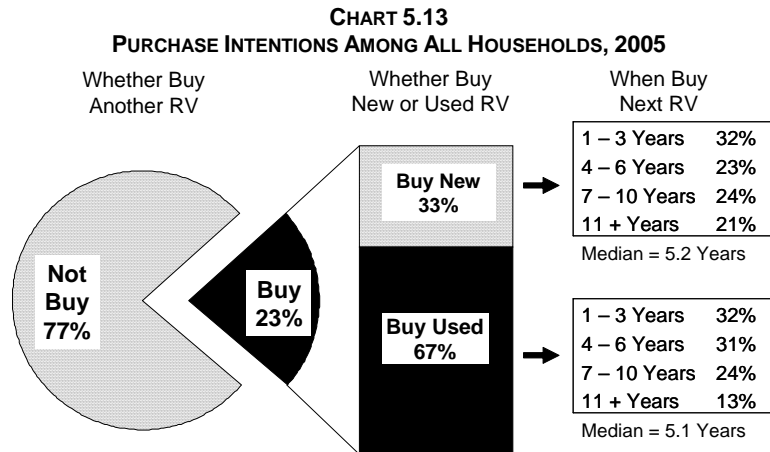 CHART 5.13
PURCHASE INTENTIONS AMONG ALL HOUSEHOLDS, 2005
Whether Buy
Another RV
Whether Buy
New or Used RV
When Buy
Next RV
Not
Buy
77%
Buy
23%
Buy New
33%
Buy Used
67%
1 – 3 Years 32%
4 – 6 Years 23%
7 – 10 Years 24%
11 + Years 21%
Median = 5.2 Years
1 – 3 Years 32%
4 – 6 Years 31%
7 – 10 Years 24%
11 + Years 13%
Median = 5.1 Years